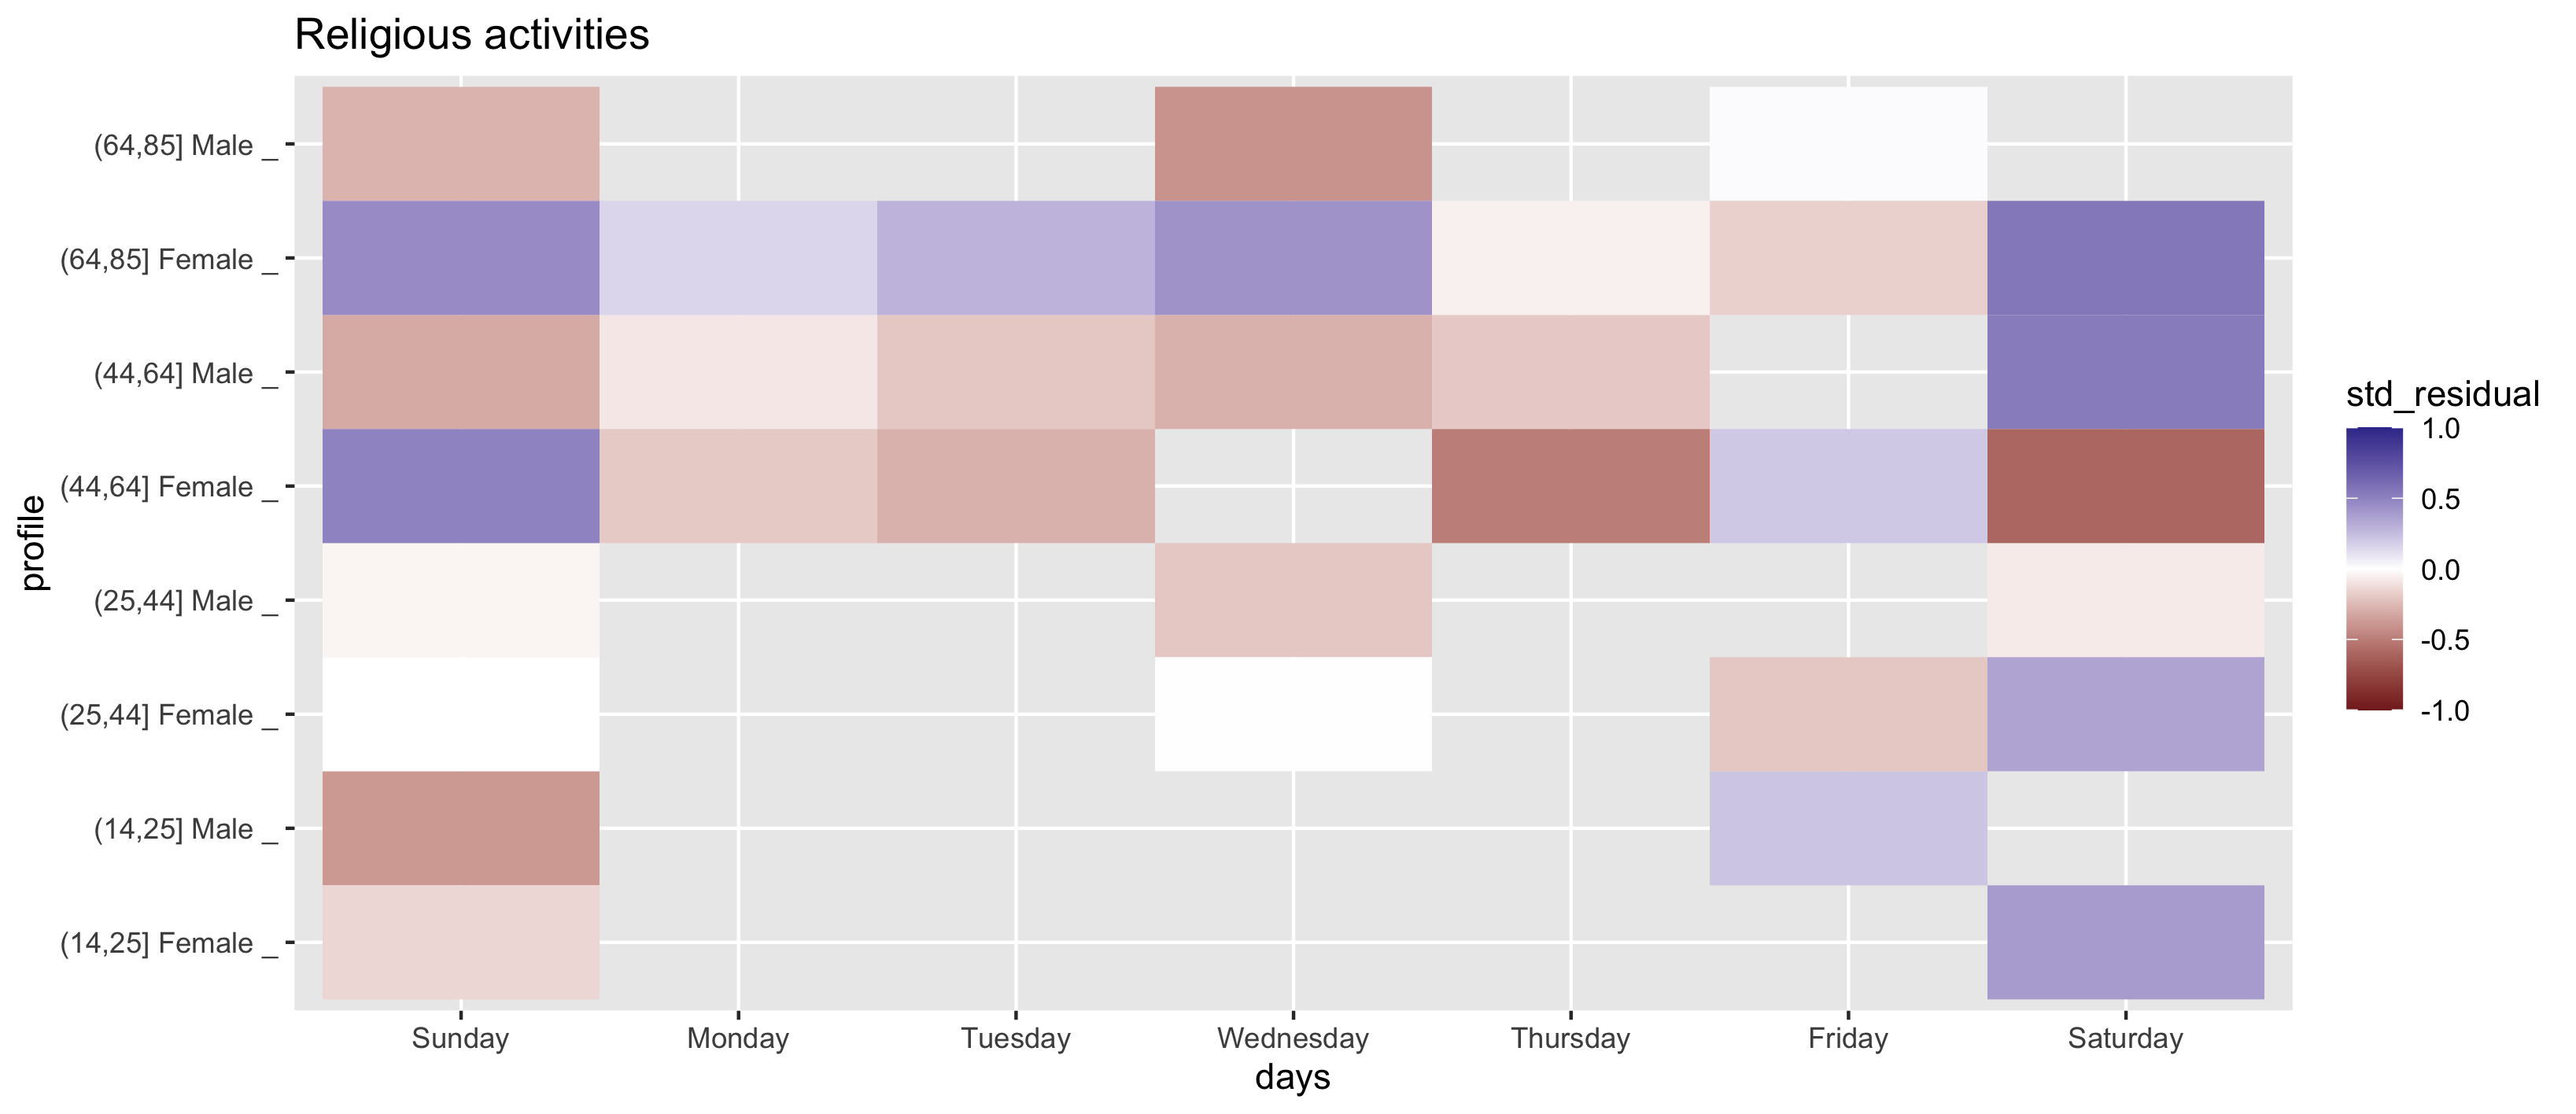 Religious activities
(64,85] Male _
(64,85] Female _
(44,64] Male _
(44,64] Female _
(25,44] Male _
(25,44] Female _
(14,25] Male _
(14,25] Female _
profile
Sunday Monday Tuesday Wednesday Thursday Friday Saturday
days
std_residual
1.0
0.5
0.0
-0.5
-1.0